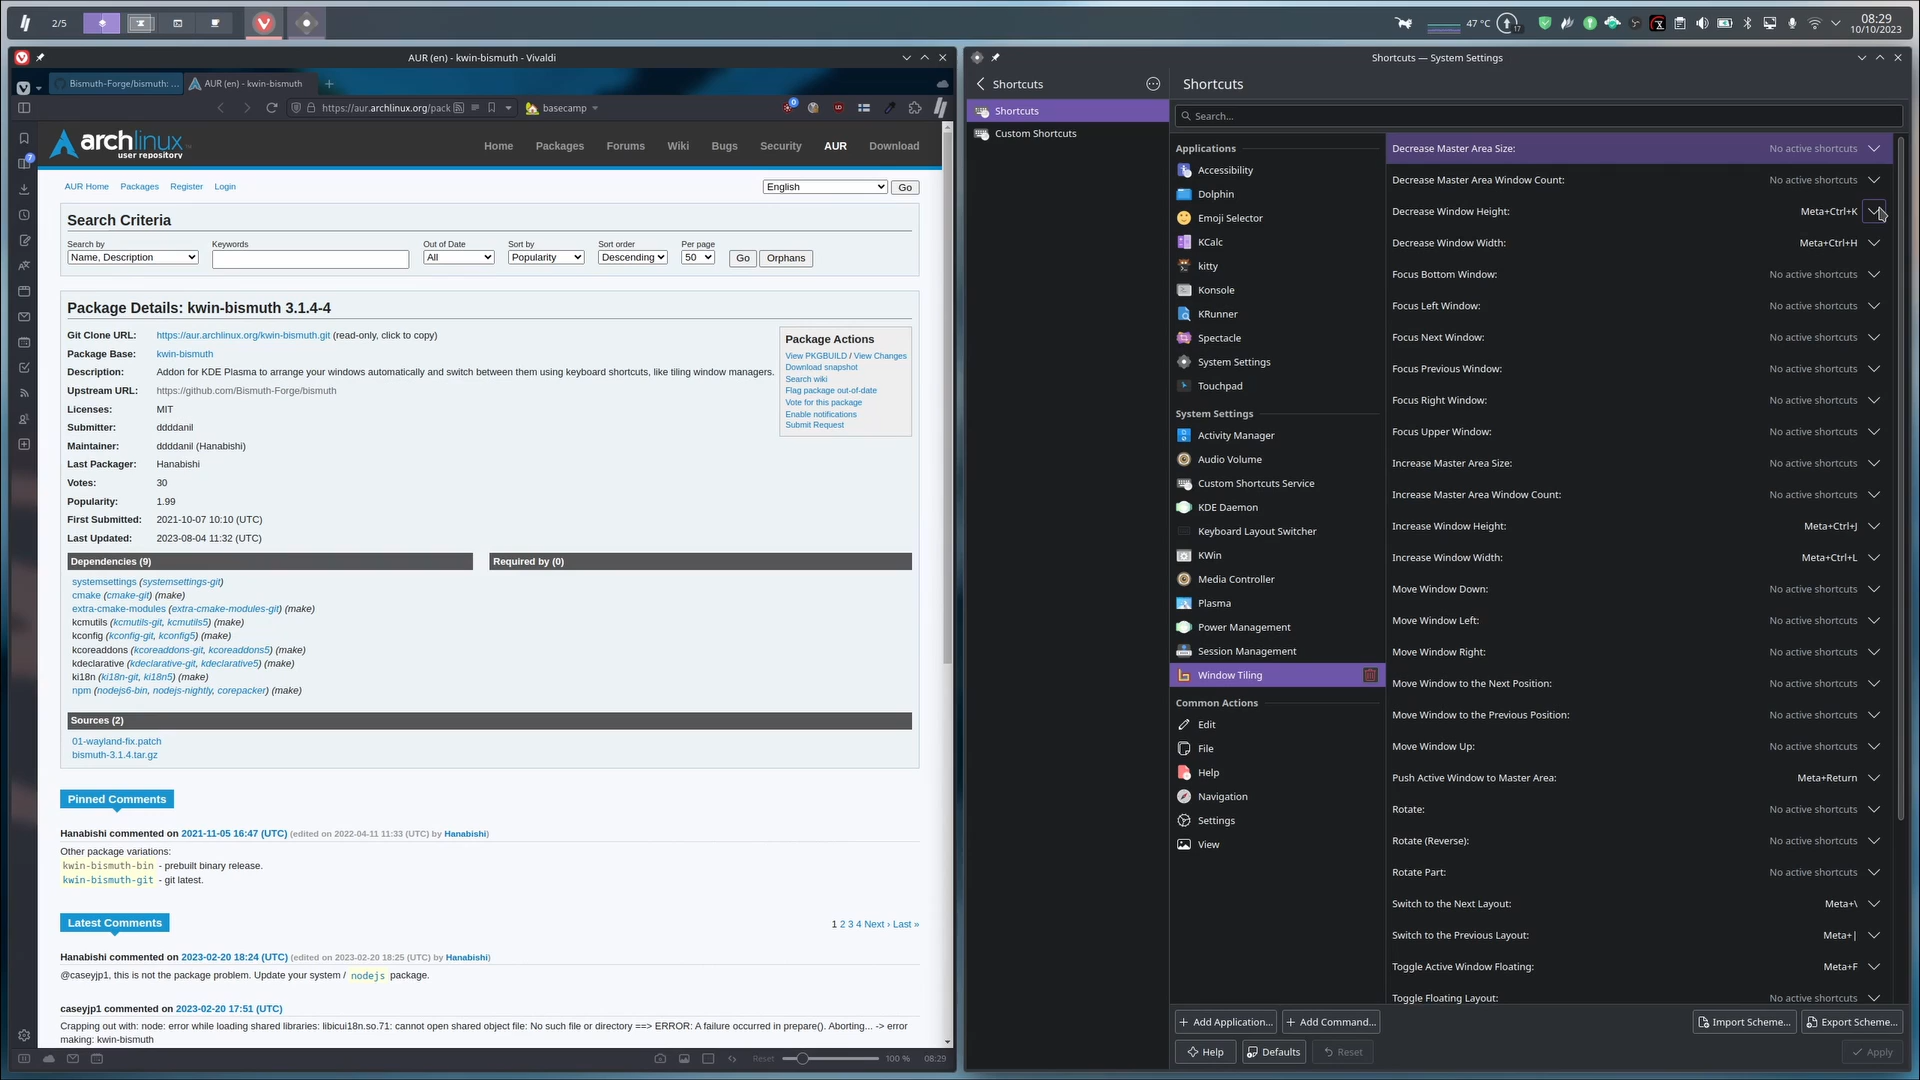 2/5
47 °C
17
08:29
10/10/2023
AUR (en) - kwin-bismuth - Vivaldi
Bismuth-Forge/bismuth: ...
AUR (en) - kwin-bismuth
https://aur.archlinux.org/pack
basecamp
archlinux
user repository
Home
Packages
Forums
Wiki
Bugs
Security
AUR
Download
AUR Home
Packages
Register
Login
English
Go
Search Criteria
Search by
Keywords
Out of Date
Sort by
Sort order
Per page
Name, Description
All
Popularity
Descending
50
Go
Orphans
Package Details: kwin-bismuth 3.1.4-4
Git Clone URL: https://aur.archlinux.org/kwin-bismuth.git (read-only, click to copy)
Package Base: kwin-bismuth
Description: Addon for KDE Plasma to arrange your windows automatically and switch between them using keyboard shortcuts, like tiling window managers.
Upstream URL: https://github.com/Bismuth-Forge/bismuth
Licenses: MIT
Submitter: ddddanil
Maintainer: ddddanil (Hanabishi)
Last Packager: Hanabishi
Votes: 30
Popularity: 1.99
First Submitted: 2021-10-07 10:10 (UTC)
Last Updated: 2023-08-04 11:32 (UTC)
Package Actions
View PKGBUILD / View Changes
Download snapshot
Search wiki
Flag package out-of-date
Vote for this package
Enable notifications
Submit Request
Dependencies (9)
Required by (0)
systemsettings (systemsettings-git)
cmake (cmake-git) (make)
extra-cmake-modules (extra-cmake-modules-git) (make)
kcmutils (kcmutils-git, kcmutils5) (make)
kconfig (kconfig-git, kconfig5) (make)
kcoreaddons (kcoreaddons-git, kcoreaddons5) (make)
kdeclarative (kdeclarative-git, kdeclarative5) (make)
ki18n (ki18n-git, ki18n5) (make)
npm (nodejs6-bin, nodejs-nightly, corepacker) (make)
Sources (2)
01-wayland-fix.patch
bismuth-3.1.4.tar.gz
Pinned Comments
Hanabishi commented on 2021-11-05 16:47 (UTC) (edited on 2022-04-11 11:33 (UTC) by Hanabishi)
Other package variations:
kwin-bismuth-bin - prebuilt binary release.
kwin-bismuth-git - git latest.
Latest Comments
1 2 3 4 Next › Last »
Hanabishi commented on 2023-02-20 18:24 (UTC) (edited on 2023-02-20 18:25 (UTC) by Hanabishi)
@caseyjp1, this is not the package problem. Update your system / nodejs package.
caseyjp1 commented on 2023-02-20 17:51 (UTC)
Crapping out with: node: error while loading shared libraries: libicui18n.so.71: cannot open shared object file: No such file or directory ==> ERROR: A failure occurred in prepare(). Aborting... -> error
making: kwin-bismuth
Reset
100 %
08:29
Shortcuts — System Settings
Shortcuts
Shortcuts
Custom Shortcuts
Shortcuts
Search...
Applications
Accessibility
Dolphin
Emoji Selector
KCalc
kitty
Konsole
KRunner
Spectacle
System Settings
Touchpad
System Settings
Activity Manager
Audio Volume
Custom Shortcuts Service
KDE Daemon
Keyboard Layout Switcher
KWin
Media Controller
Plasma
Power Management
Session Management
Window Tiling
Common Actions
Edit
File
Help
Navigation
Settings
View
Decrease Master Area Size: No active shortcuts
Decrease Master Area Window Count: No active shortcuts
Decrease Window Height: Meta+Ctrl+K
Decrease Window Width: Meta+Ctrl+H
Focus Bottom Window: No active shortcuts
Focus Left Window: No active shortcuts
Focus Next Window: No active shortcuts
Focus Previous Window: No active shortcuts
Focus Right Window: No active shortcuts
Focus Upper Window: No active shortcuts
Increase Master Area Size: No active shortcuts
Increase Master Area Window Count: No active shortcuts
Increase Window Height: Meta+Ctrl+J
Increase Window Width: Meta+Ctrl+L
Move Window Down: No active shortcuts
Move Window Left: No active shortcuts
Move Window Right: No active shortcuts
Move Window to the Next Position: No active shortcuts
Move Window to the Previous Position: No active shortcuts
Move Window Up: No active shortcuts
Push Active Window to Master Area: Meta+Return
Rotate: No active shortcuts
Rotate (Reverse): No active shortcuts
Rotate Part: No active shortcuts
Switch to the Next Layout: Meta+\
Switch to the Previous Layout: Meta+|
Toggle Active Window Floating: Meta+F
Toggle Floating Layout: No active shortcuts
Add Application...
Add Command...
Import Scheme...
Export Scheme...
Help
Defaults
Reset
Apply